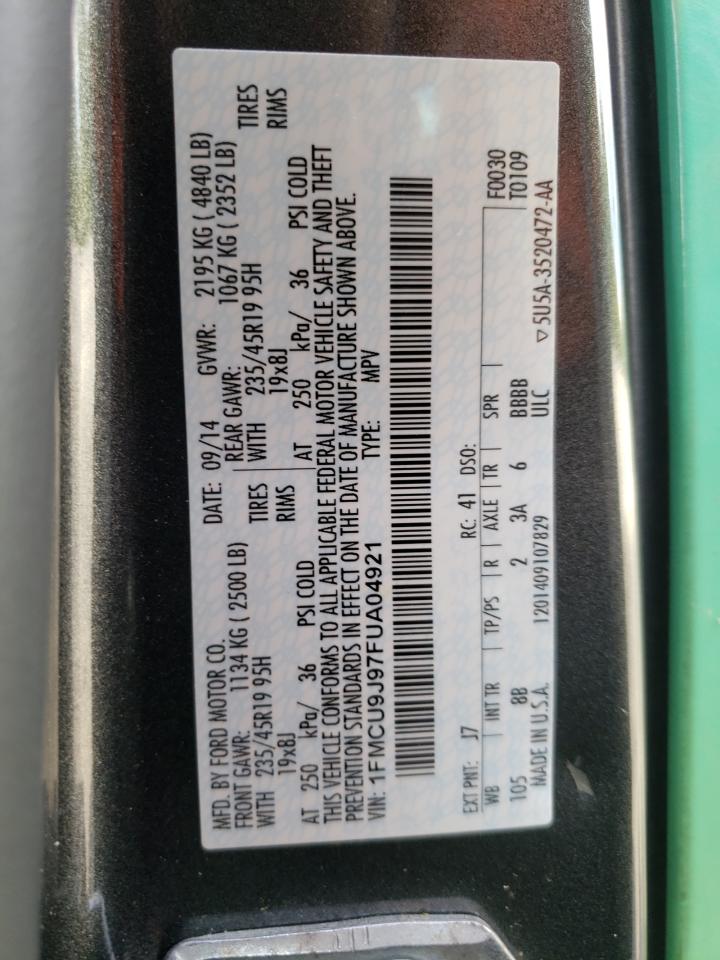 MFD. BY FORD MOTOR CO. DATE: 09/14 GVWR: 2195 KG ( 4840 LB)
FRONT GAWR: 1134 KG ( 2500 LB) REAR GAWR: 1067 KG ( 2352 LB)
WITH 235/45R19 95H TIRES WITH 235/45R19 95H TIRES
19x8J RIMS 19x8J RIMS
AT 250 kPa/ 36 PSI COLD AT 250 kPa/ 36 PSI COLD
THIS VEHICLE CONFORMS TO ALL APPLICABLE FEDERAL MOTOR VEHICLE SAFETY AND THEFT
PREVENTION STANDARDS IN EFFECT ON THE DATE OF MANUFACTURE SHOWN ABOVE.
VIN: 1FMCU9J97FUA04921 TYPE: MPV
EXT PNT: J7 RC: 41 DSO: F0030
WB INT TR TP/PS R AXLE TR SPR T0109
105 8B 2 3A 6 BBBB
MADE IN U.S.A. 1201409107829 ULC ▽5U5A-3520472-AA